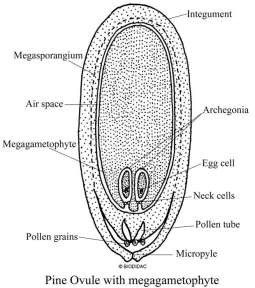 Integument
Megasporangium
Air space
Archegonia
Megagametophyte
Egg cell
Neck cells
Pollen tube
Pollen grains
Micropyle
© BIODIDAC
Pine Ovule with megagametophyte